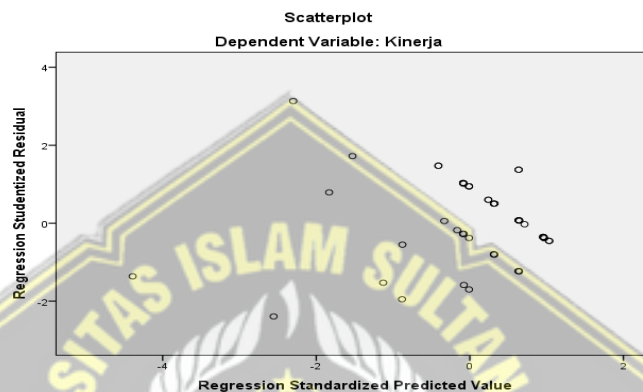 Scatterplot
Dependent Variable: Kinerja
Regression Studentized Residual
4
2
0
-2
-4
-2
0
2
Regression Standardized Predicted Value
SITAS ISLAM SULTAN